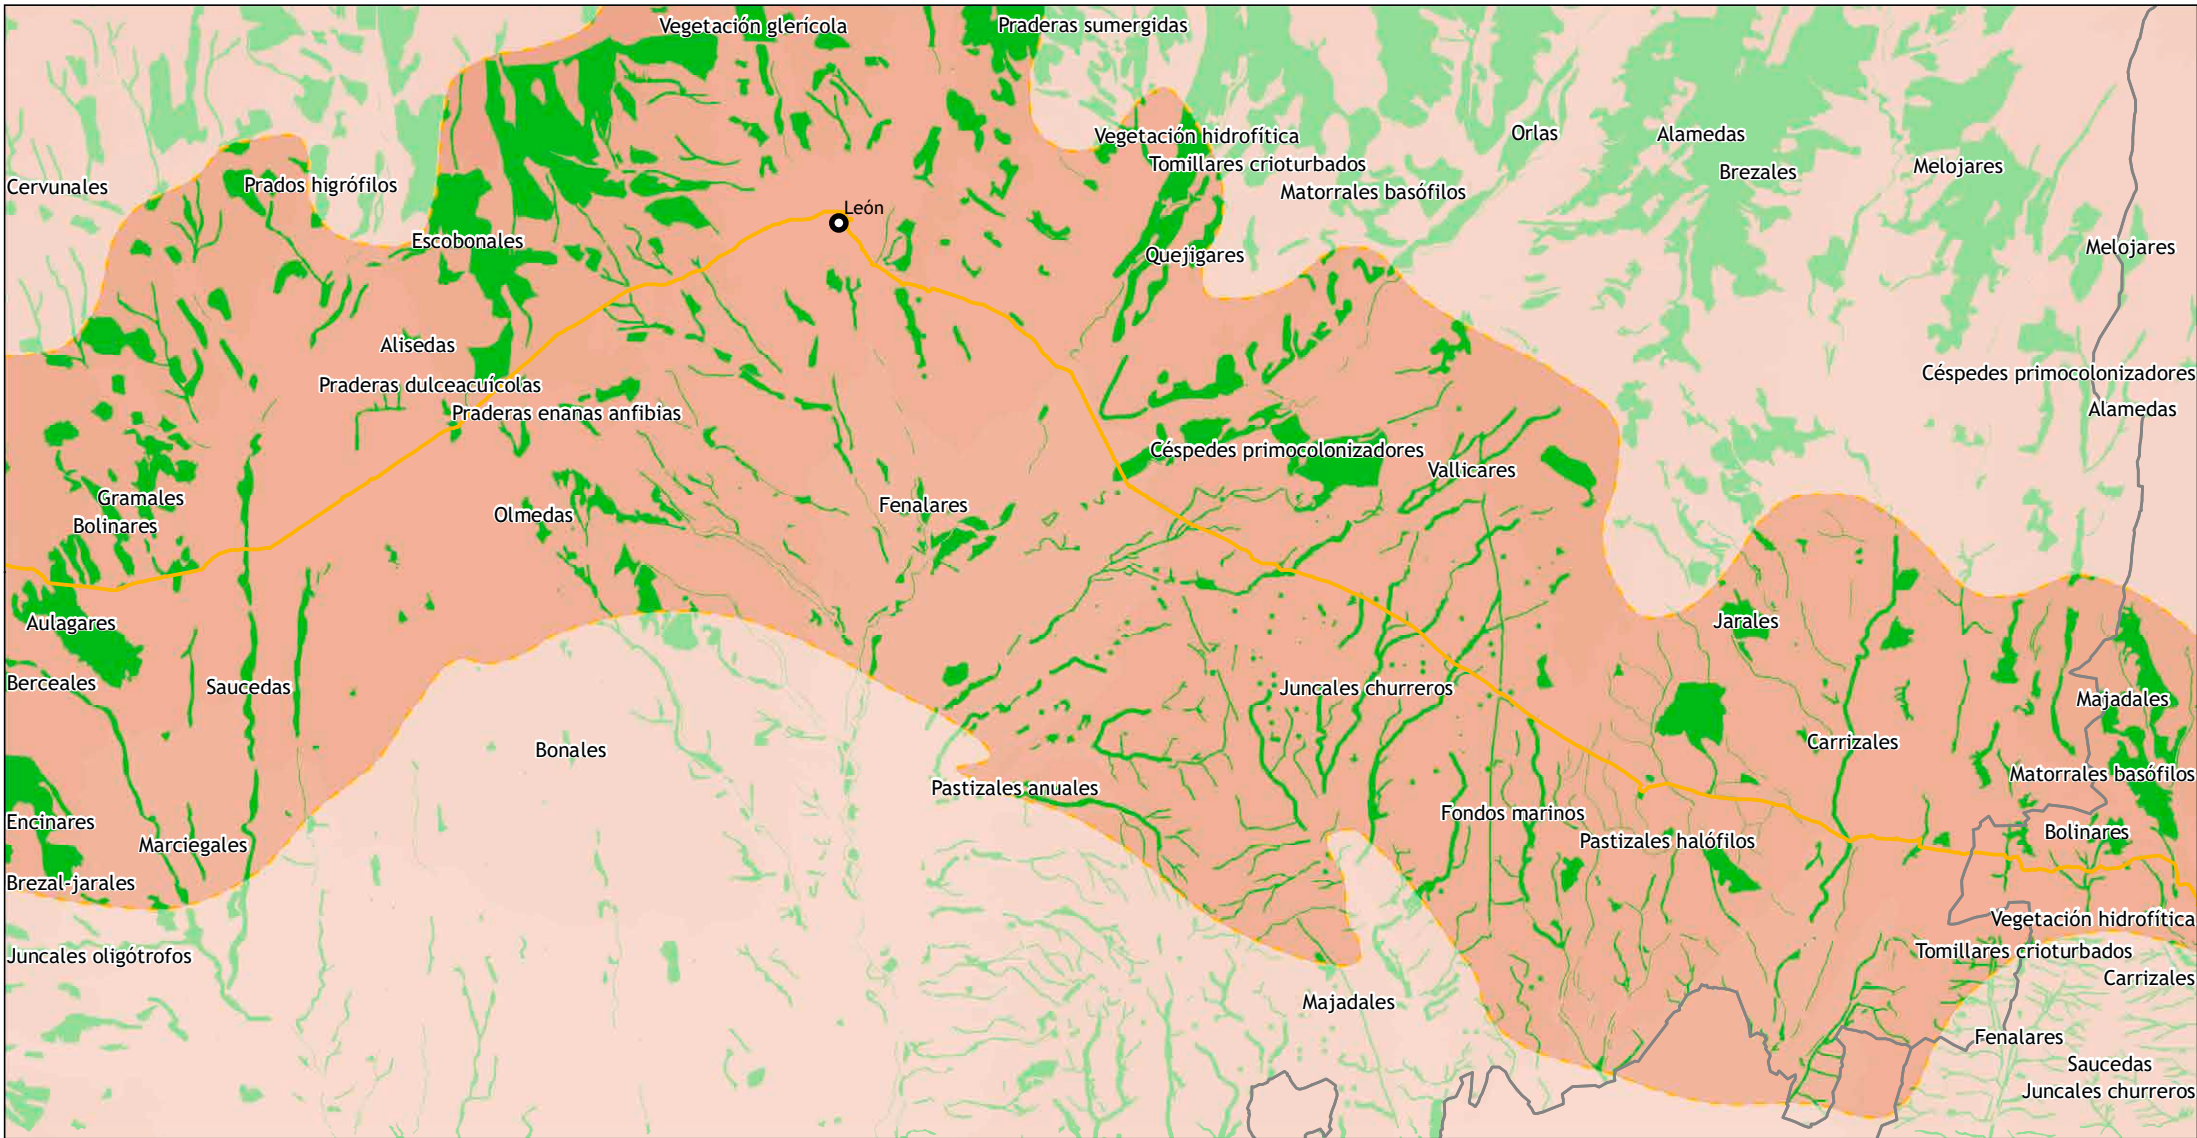 Vegetación glerícola
Praderas sumergidas
Vegetación hidrofítica
Orlas
Alamedas
Tomillares crioturbados
Melojares
Brezales
Cervunales
Prados higrófilos
Matorrales basófilos
León
Escobonales
Quejigares
Melojares
Alisedas
Céspedes primocolonizadores
Praderas dulceacuícolas
Praderas enanas anfibias
Alamedas
Céspedes primocolonizadores
Vallicares
Gramales
Fenalares
Olmedas
Bolinares
Aulagares
Jarales
Berceales
Saucedas
Juncales churreros
Majadales
Carrizales
Bonales
Matorrales basófilos
Pastizales anuales
Fondos marinos
Encinares
Bolinares
Pastizales halófilos
Marciegales
Brezal-jarales
Vegetación hidrofítica
Tomillares crioturbados
Juncales oligótrofos
Carrizales
Majadales
Fenalares
Saucedas
Juncales churreros